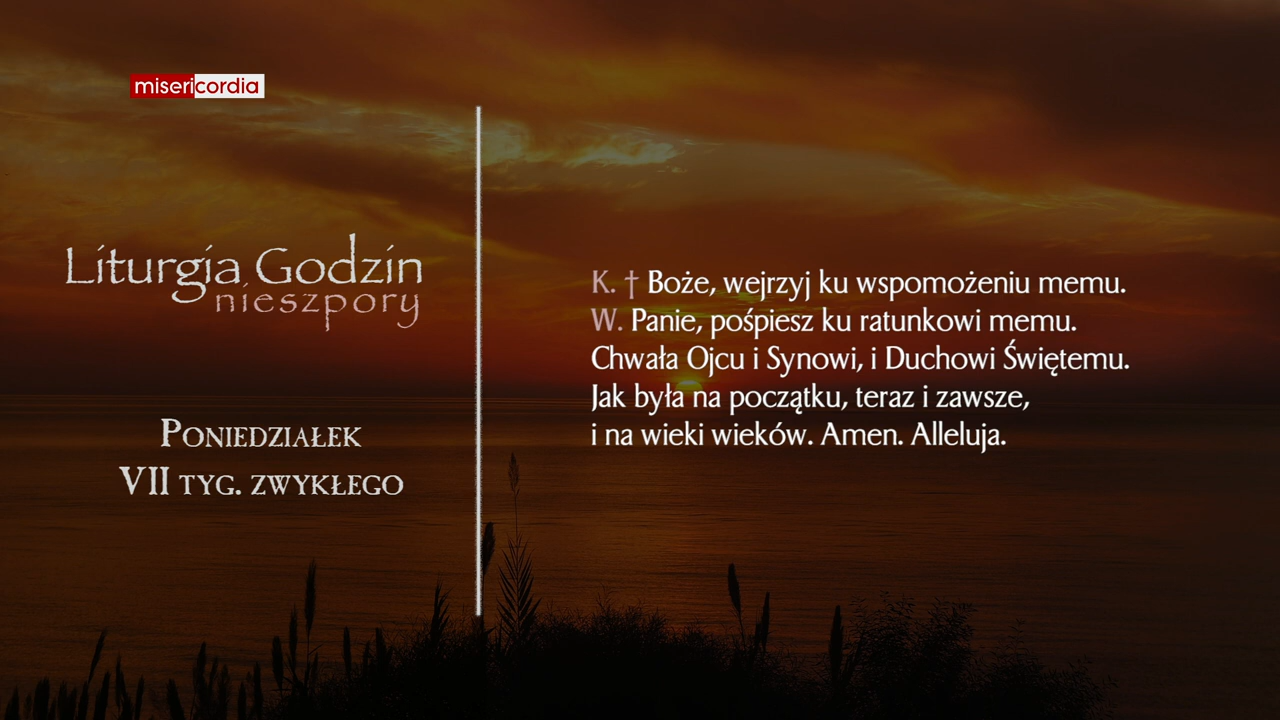 misericordia
Liturgia Godzin
nieszpory
Poniedziałek
VII tyg. zwykłego
K. † Boże, wejrzyj ku wspomożeniu memu.
W. Panie, pośpiesz ku ratunkowi memu.
Chwała Ojcu i Synowi, i Duchowi Świętemu.
Jak była na początku, teraz i zawsze,
i na wieki wieków. Amen. Alleluja.